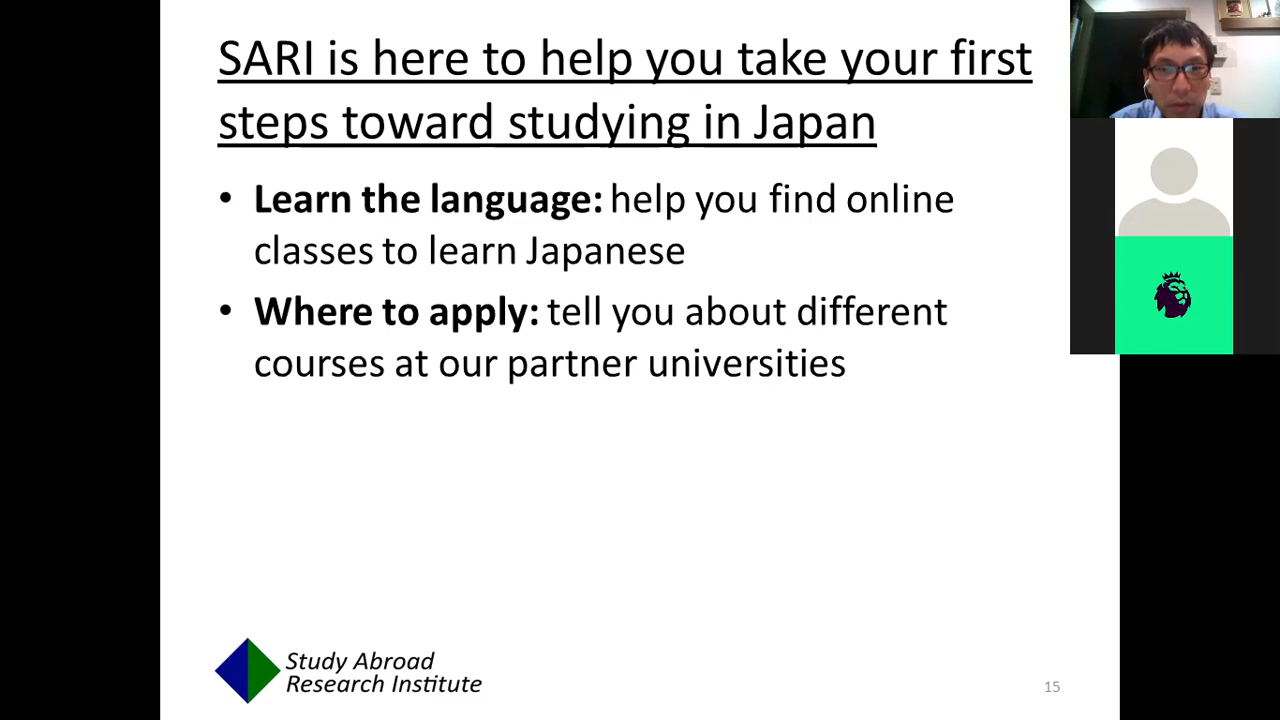 SARI is here to help you take your first
steps toward studying in Japan
• Learn the language: help you find online
classes to learn Japanese
• Where to apply: tell you about different
courses at our partner universities
Study Abroad
Research Institute
15